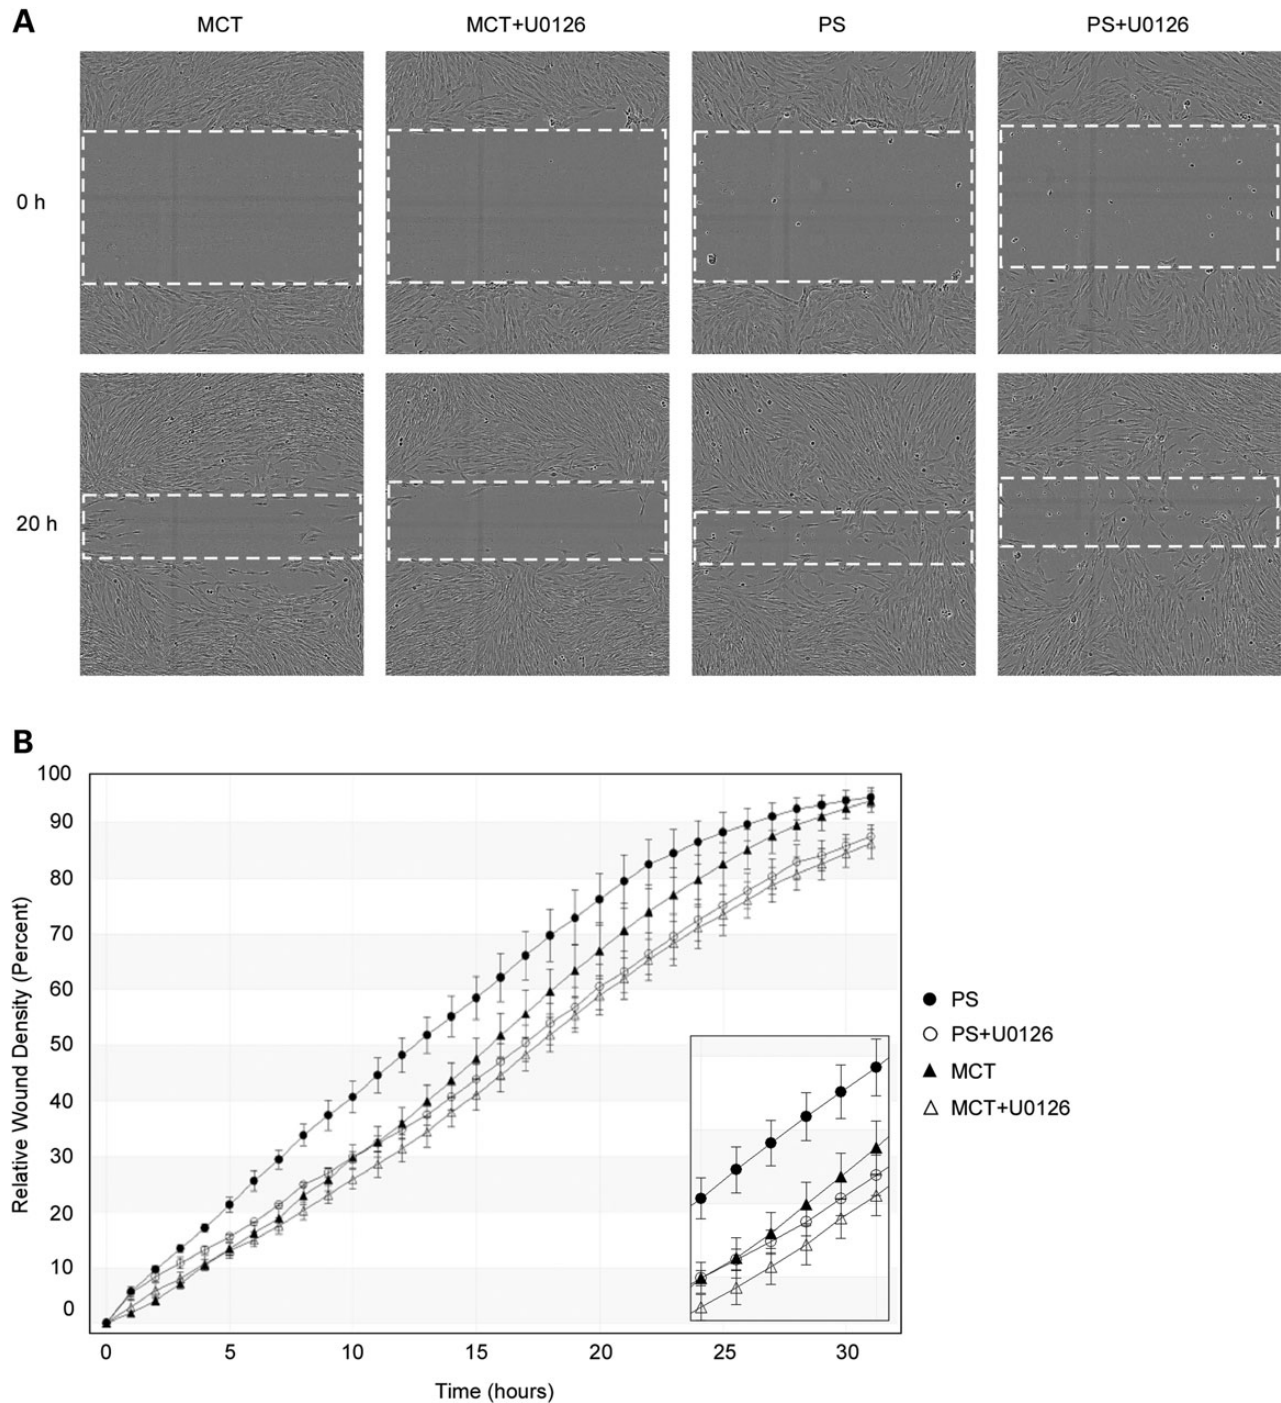 A
MCT MCT+U0126 PS PS+U0126
0 h
20 h
B
Relative Wound Density (Percent)
100
90
80
70
60
50
40
30
20
10
0
0 5 10 15 20 25 30
Time (hours)
PS
PS+U0126
MCT
MCT+U0126